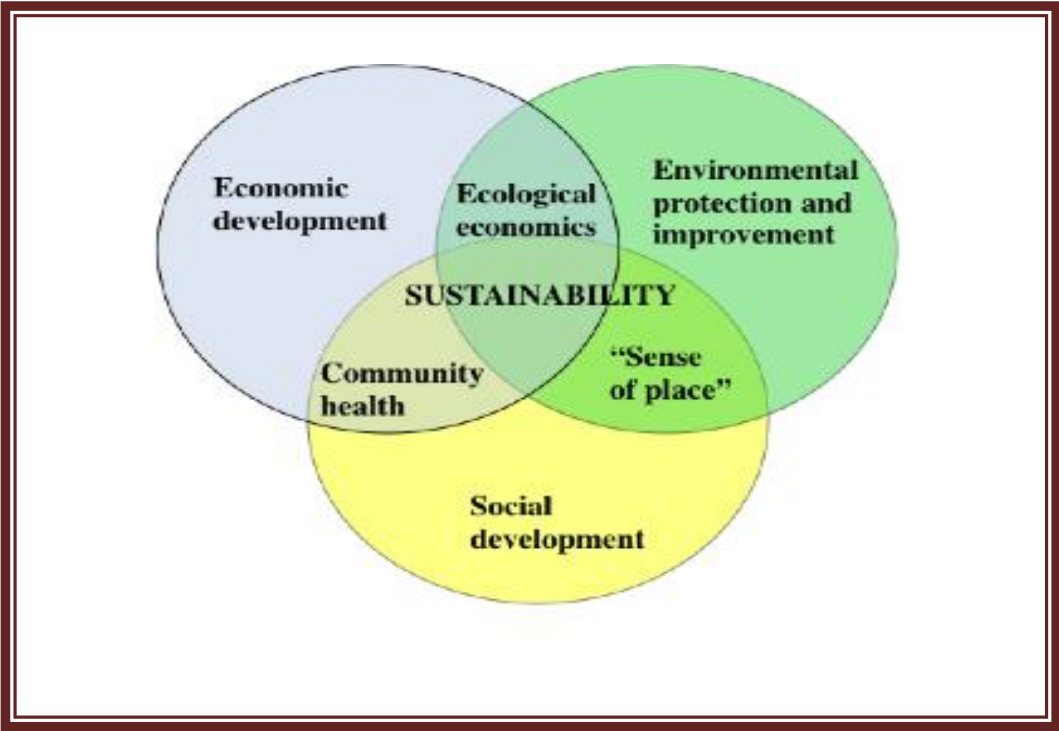 Economic
development
Ecological
economics
Environmental
protection and
improvement
SUSTAINABILITY
Community
health
“Sense
of place”
Social
development